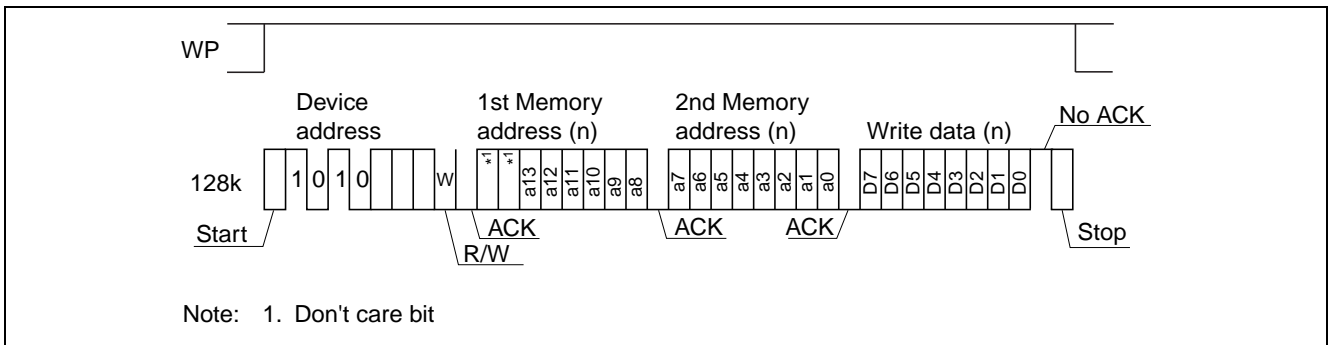 WP
Device address
1st Memory address (n)
2nd Memory address (n)
Write data (n)
No ACK
128k
1 0 1 0
W
*1 *1 a13 a12 a11 a10 a9 a8
a7 a6 a5 a4 a3 a2 a1 a0
D7 D6 D5 D4 D3 D2 D1 D0
Start
R/W
ACK
ACK
ACK
Stop
Note: 1. Don't care bit